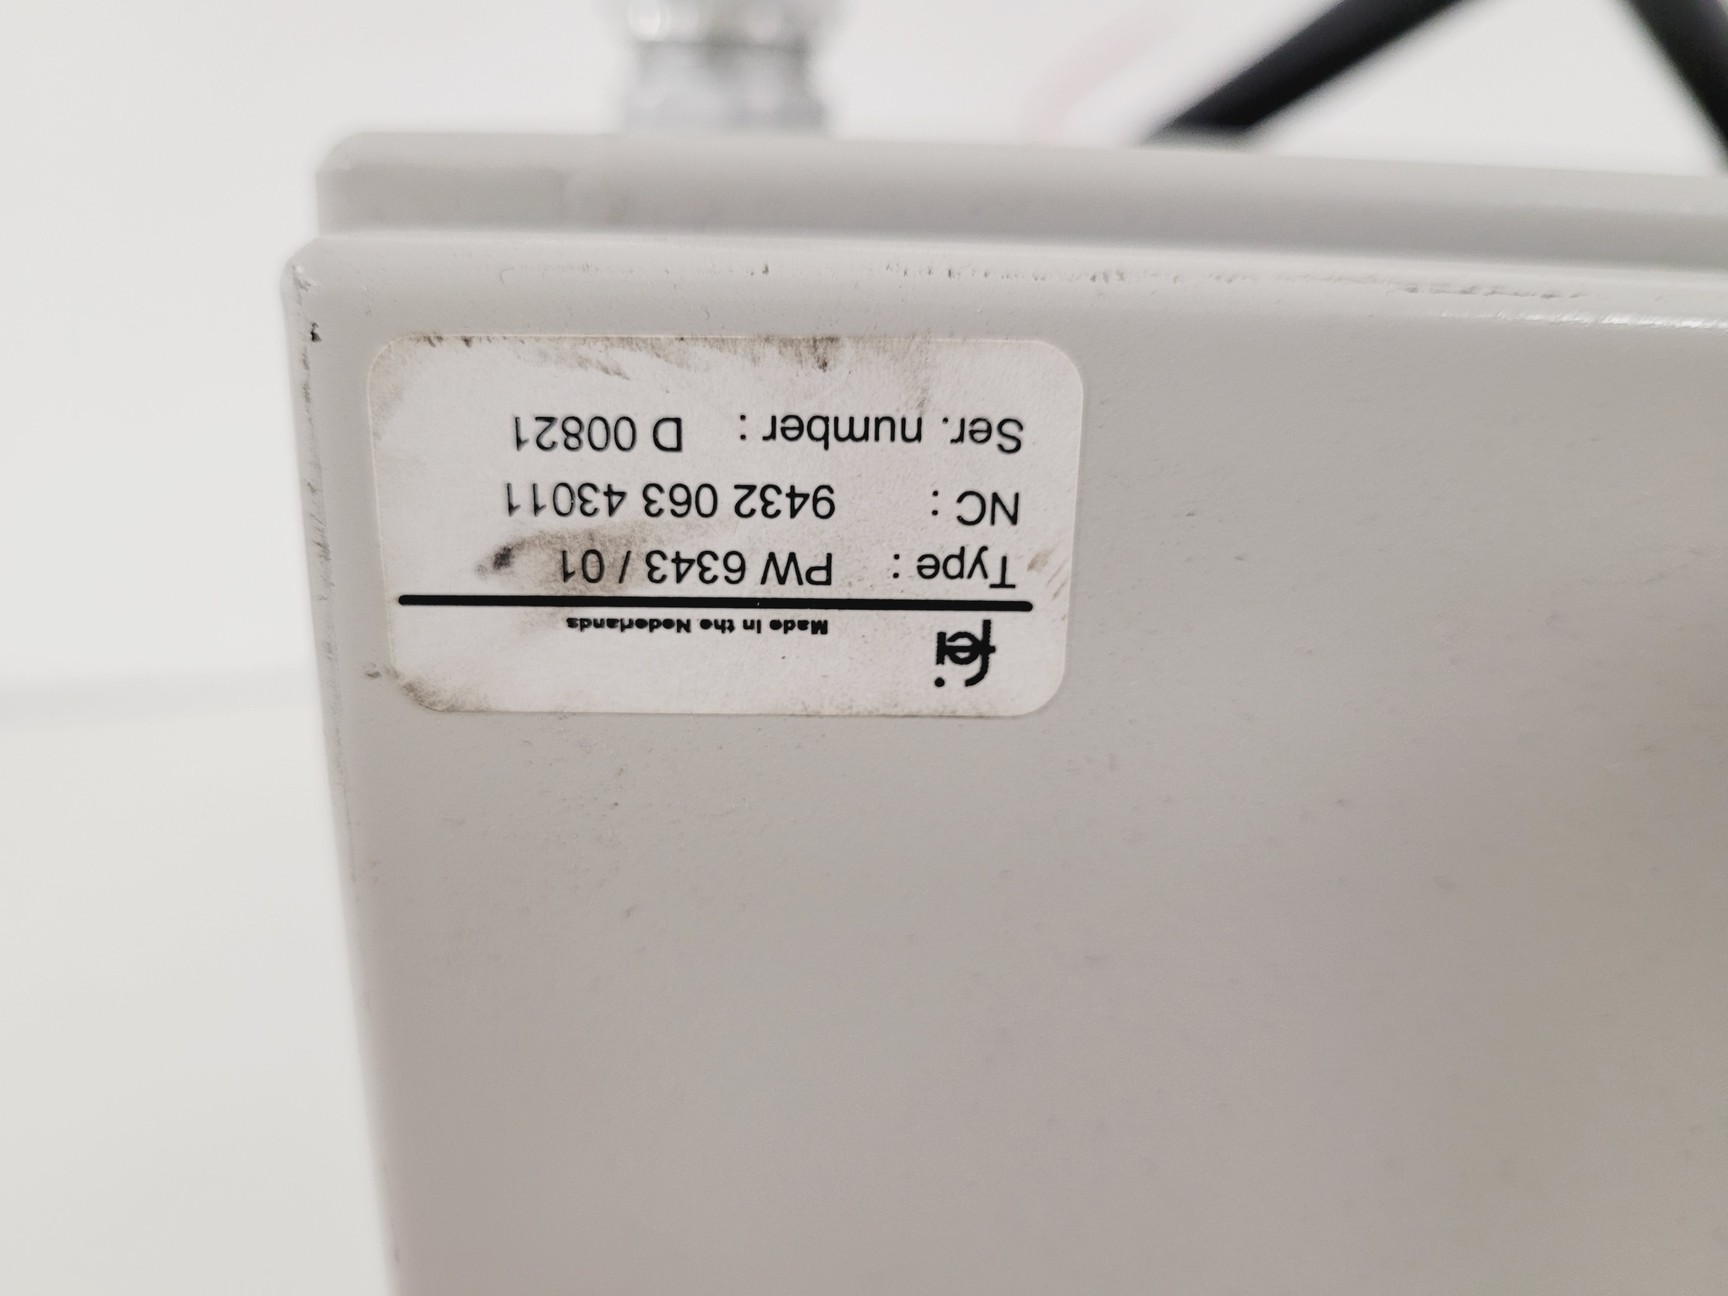 fei
Made in the Nederlands
Type : PW 6343 / 01
NC : 9432 063 43011
Ser. number : D 00821